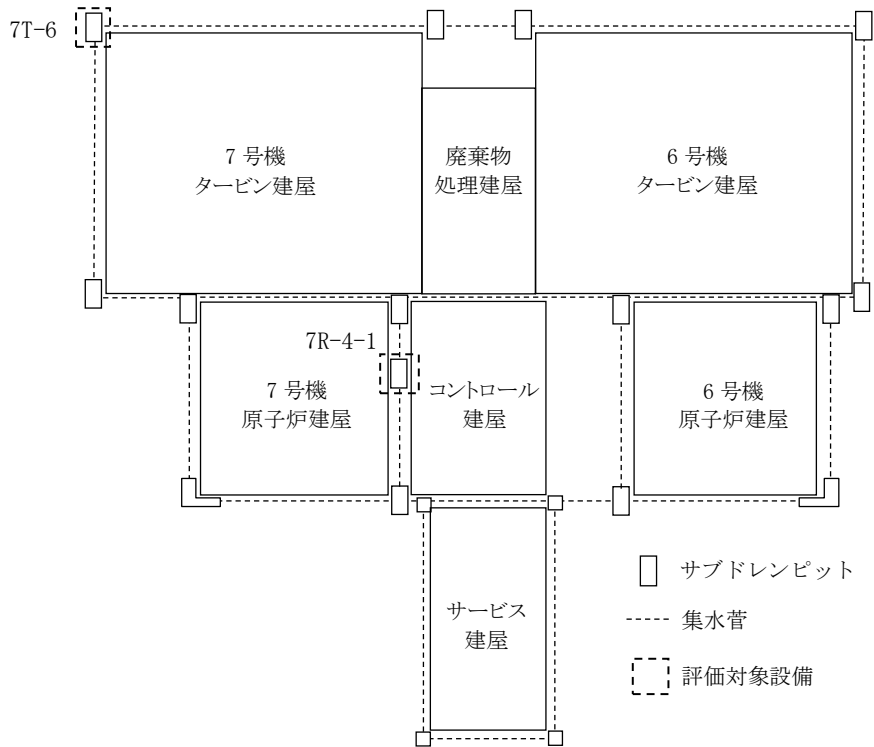 7T-6
7 号機
タービン建屋
廃棄物
処理建屋
6 号機
タービン建屋
7R-4-1
7 号機
原子炉建屋
コントロール
建屋
6 号機
原子炉建屋
サービス
建屋
サブドレンピット
集水菅
評価対象設備